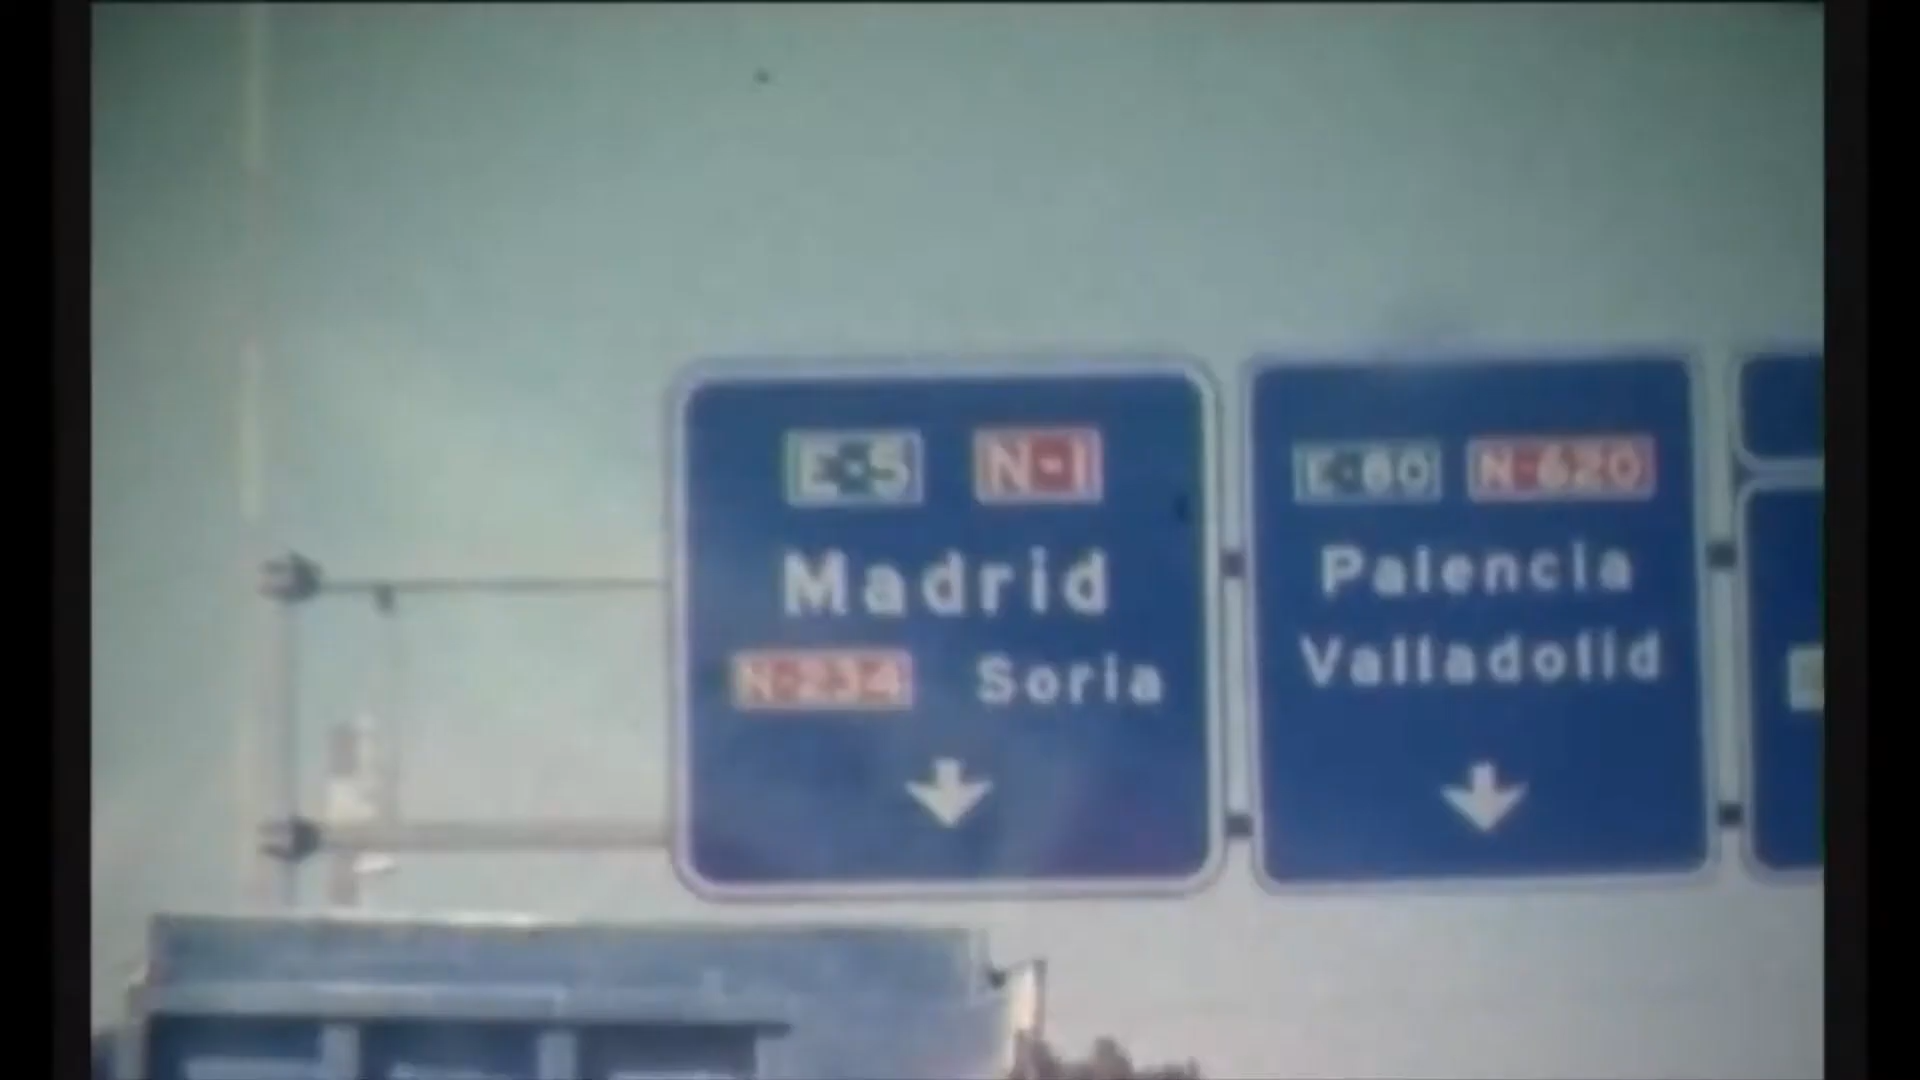 E-5 N-I
Madrid
N-234 Soria
E-80 N-620
Palencia
Valladolid